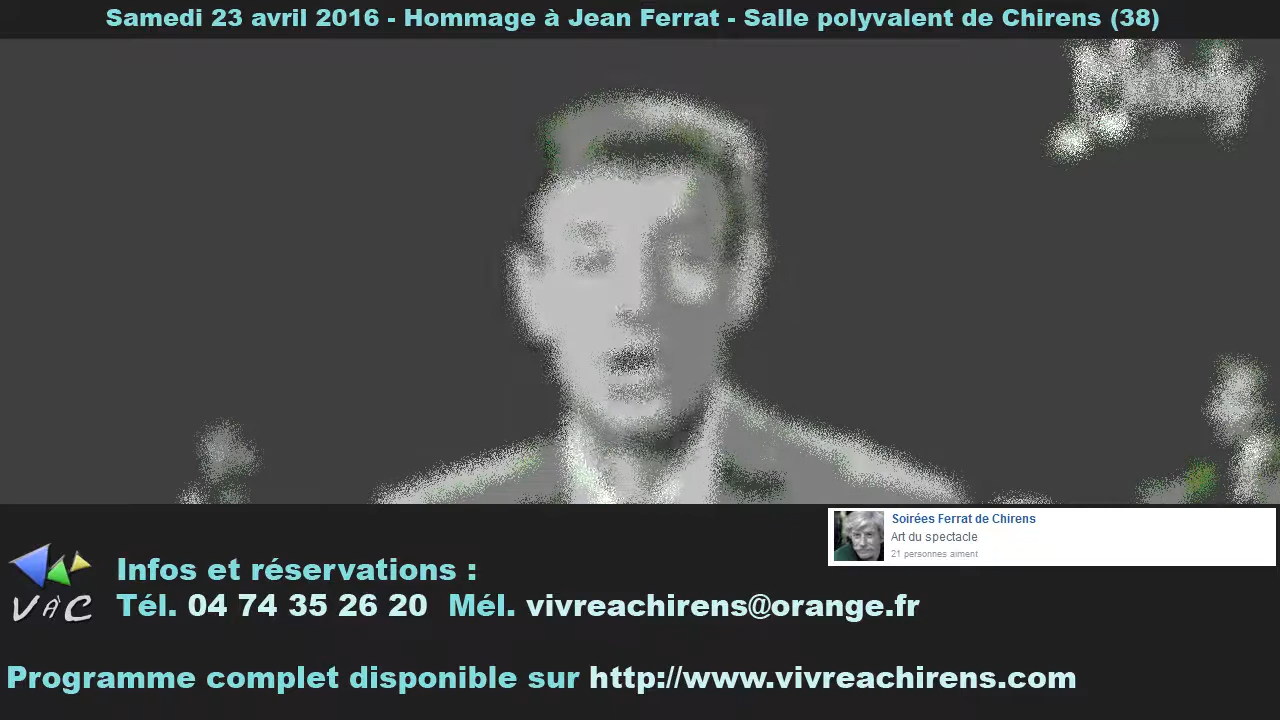 Samedi 23 avril 2016 - Hommage à Jean Ferrat - Salle polyvalent de Chirens (38)
Soirées Ferrat de Chirens
Art du spectacle
21 personnes aiment
Infos et réservations :
Tél. 04 74 35 26 20 Mél. vivreachirens@orange.fr
VàC
Programme complet disponible sur http://www.vivreachirens.com